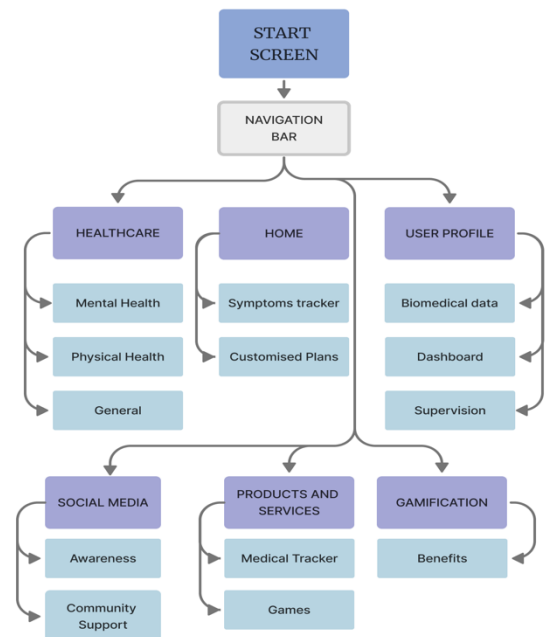 START
SCREEN
NAVIGATION
BAR
HEALTHCARE
HOME
USER PROFILE
Mental Health
Symptoms tracker
Biomedical data
Physical Health
Customised Plans
Dashboard
General
Supervision
SOCIAL MEDIA
PRODUCTS AND
SERVICES
GAMIFICATION
Awareness
Medical Tracker
Benefits
Community
Support
Games